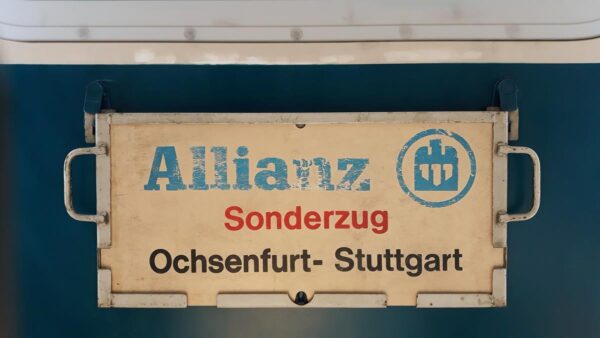 Allianz
Sonderzug
Ochsenfurt- Stuttgart